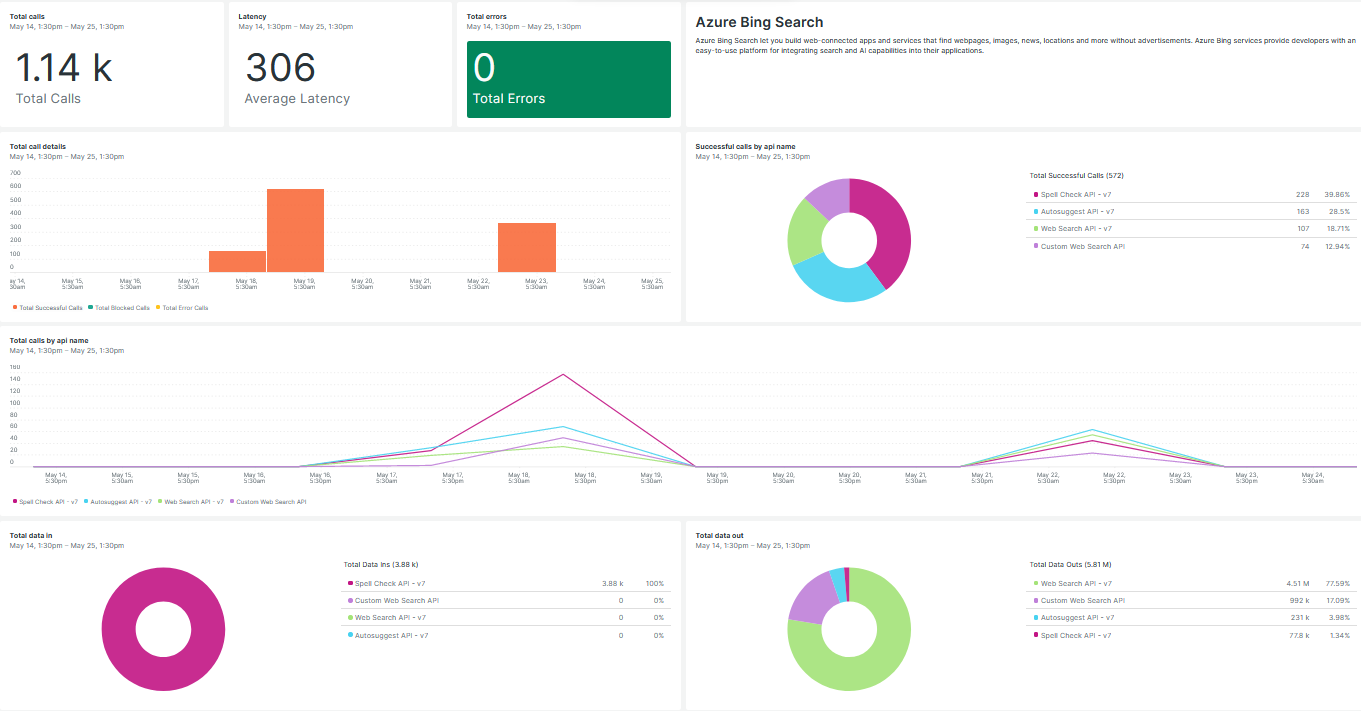 Total calls
May 14, 1:30pm – May 25, 1:30pm
1.14 k
Total Calls
Latency
May 14, 1:30pm – May 25, 1:30pm
306
Average Latency
Total errors
May 14, 1:30pm – May 25, 1:30pm
0
Total Errors
Azure Bing Search
Azure Bing Search let you build web-connected apps and services that find webpages, images, news, locations and more without advertisements. Azure Bing services provide developers with an
easy-to-use platform for integrating search and AI capabilities into their applications.
Total call details
May 14, 1:30pm – May 25, 1:30pm
700
600
500
400
300
200
100
0
ay 14, May 15, May 16, May 17, May 18, May 19, May 20, May 21, May 22, May 23, May 24, May 25,
30am 5:30am 5:30am 5:30am 5:30am 5:30am 5:30am 5:30am 5:30am 5:30am 5:30am 5:30am
Total Successful Calls Total Blocked Calls Total Error Calls
Successful calls by api name
May 14, 1:30pm – May 25, 1:30pm
Total Successful Calls (572)
Spell Check API - v7 228 39.86%
Autosuggest API - v7 163 28.5%
Web Search API - v7 107 18.71%
Custom Web Search API 74 12.94%
Total calls by api name
May 14, 1:30pm – May 25, 1:30pm
160
140
120
100
80
60
40
20
0
May 14, May 15, May 15, May 16, May 16, May 17, May 17, May 18, May 18, May 19, May 19, May 20, May 20, May 21, May 21, May 22, May 22, May 23, May 23, May 24,
5:30pm 5:30am 5:30pm 5:30am 5:30pm 5:30am 5:30pm 5:30am 5:30pm 5:30am 5:30pm 5:30am 5:30pm 5:30am 5:30pm 5:30am 5:30pm 5:30am 5:30pm 5:30am
Spell Check API - v7 Autosuggest API - v7 Web Search API - v7 Custom Web Search API
Total data in
May 14, 1:30pm – May 25, 1:30pm
Total Data Ins (3.88 k)
Spell Check API - v7 3.88 k 100%
Custom Web Search API 0 0%
Web Search API - v7 0 0%
Autosuggest API - v7 0 0%
Total data out
May 14, 1:30pm – May 25, 1:30pm
Total Data Outs (5.81 M)
Web Search API - v7 4.51 M 77.59%
Custom Web Search API 992 k 17.09%
Autosuggest API - v7 231 k 3.98%
Spell Check API - v7 77.8 k 1.34%